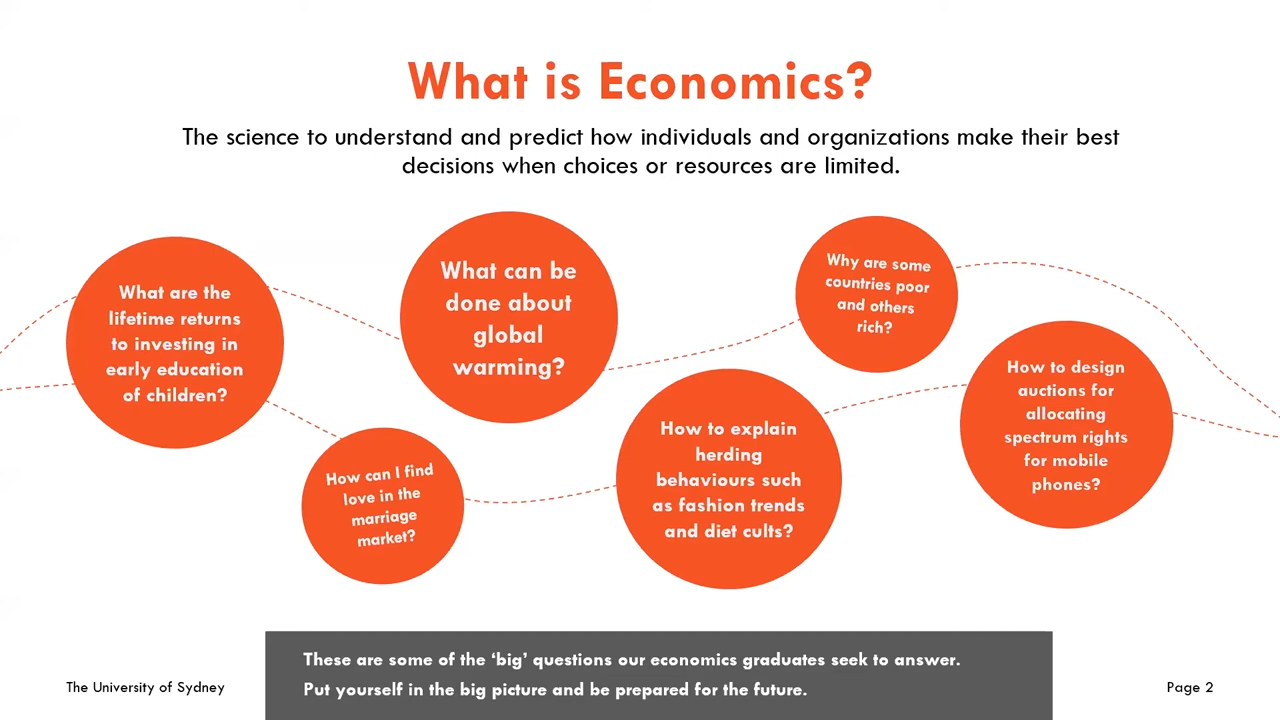 What is Economics?
The science to understand and predict how individuals and organizations make their best
decisions when choices or resources are limited.
What are the
lifetime returns
to investing in
early education
of children?
What can be
done about
global
warming?
Why are some
countries poor
and others
rich?
How can I find
love in the
marriage
market?
How to explain
herding
behaviours such
as fashion trends
and diet cults?
How to design
auctions for
allocating
spectrum rights
for mobile
phones?
These are some of the ‘big’ questions our economics graduates seek to answer.
Put yourself in the big picture and be prepared for the future.
The University of Sydney
Page 2